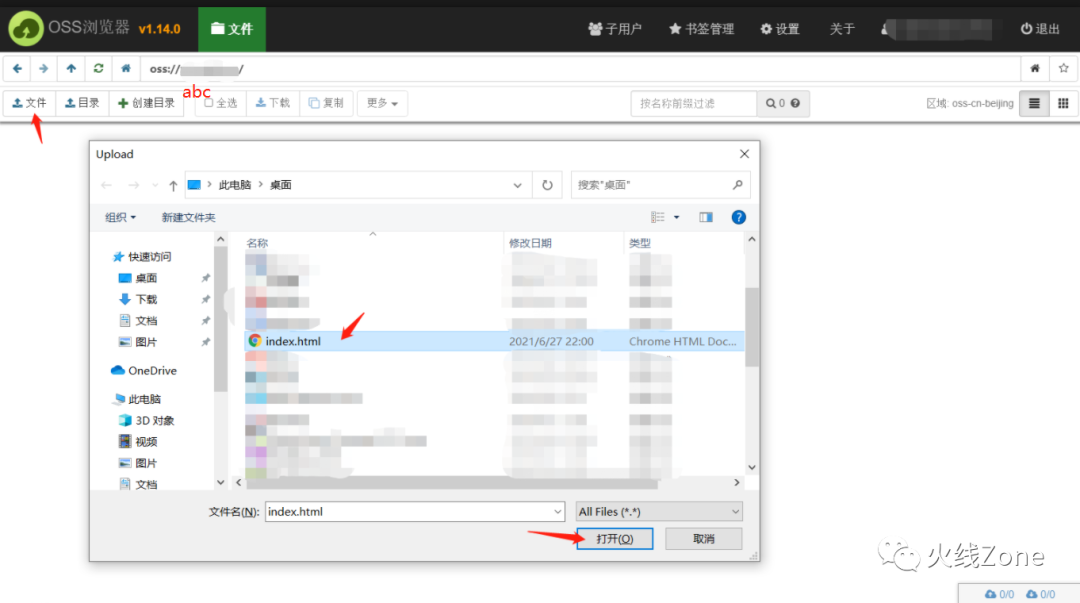 OSS浏览器 v1.14.0 文件 子用户 书签管理 设置 关于 退出
oss:// /
abc
文件 目录 创建目录 全选 下载 复制 更多 按名称前缀过滤 0 区域: oss-cn-beijing
Upload
此电脑 桌面 搜索"桌面"
组织 新建文件夹
名称 修改日期 类型
快速访问
桌面
下载
文档
图片
index.html 2021/6/27 22:00 Chrome HTML Doc...
OneDrive
此电脑
3D 对象
视频
图片
文档
文件名(N): index.html All Files (*.*)
打开(O) 取消
火线Zone
0/0 0/0